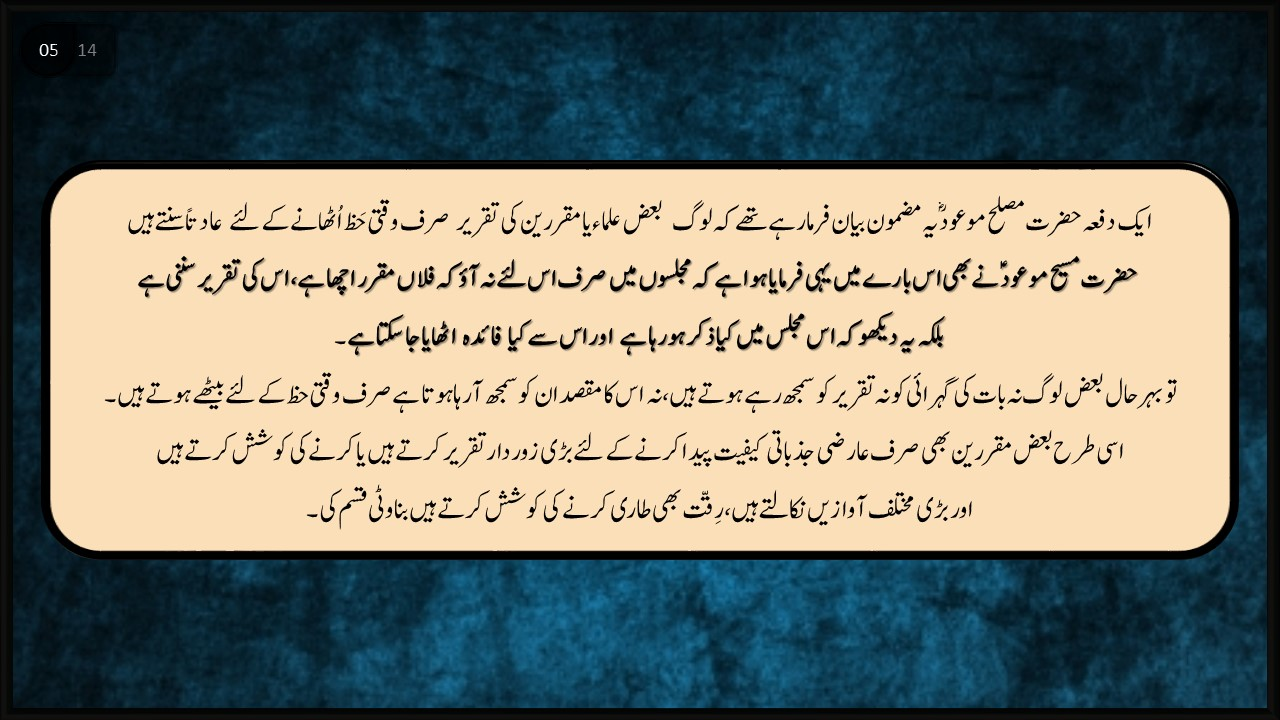 05 14
ایک دفعہ حضرت مصلح موعودؓ یہ مضمون بیان فرمارہے تھے کہ لوگ بعض علماء یا مقررین کی تقریر صرف وقتی حَظ اُٹھانے کے لئے عادتاً سنتے ہیں
حضرت مسیح موعودؑ نے بھی اس بارے میں یہی فرمایا ہوا ہے کہ مجلسوں میں صرف اس لئے نہ آؤ کہ فلاں مقرر اچھا ہے، اس کی تقریر سننی ہے
بلکہ یہ دیکھو کہ اس مجلس میں کیا ذکر ہو رہا ہے اور اس سے کیا فائدہ اٹھایا جاسکتا ہے۔
تو بہر حال بعض لوگ نہ بات کی گہرائی کو نہ تقریر کو سمجھ رہے ہوتے ہیں، نہ اس کا مقصد ان کو سمجھ آ رہا ہوتا ہے صرف وقتی حظ کے لئے بیٹھے ہوتے ہیں۔
اسی طرح بعض مقررین بھی صرف عارضی جذباتی کیفیت پیدا کرنے کے لئے بڑی زور دار تقریر کرتے ہیں یا کرنے کی کوشش کرتے ہیں
اور بڑی مختلف آوازیں نکالتے ہیں، رِقّت بھی طاری کرنے کی کوشش کرتے ہیں بناوٹی قسم کی۔